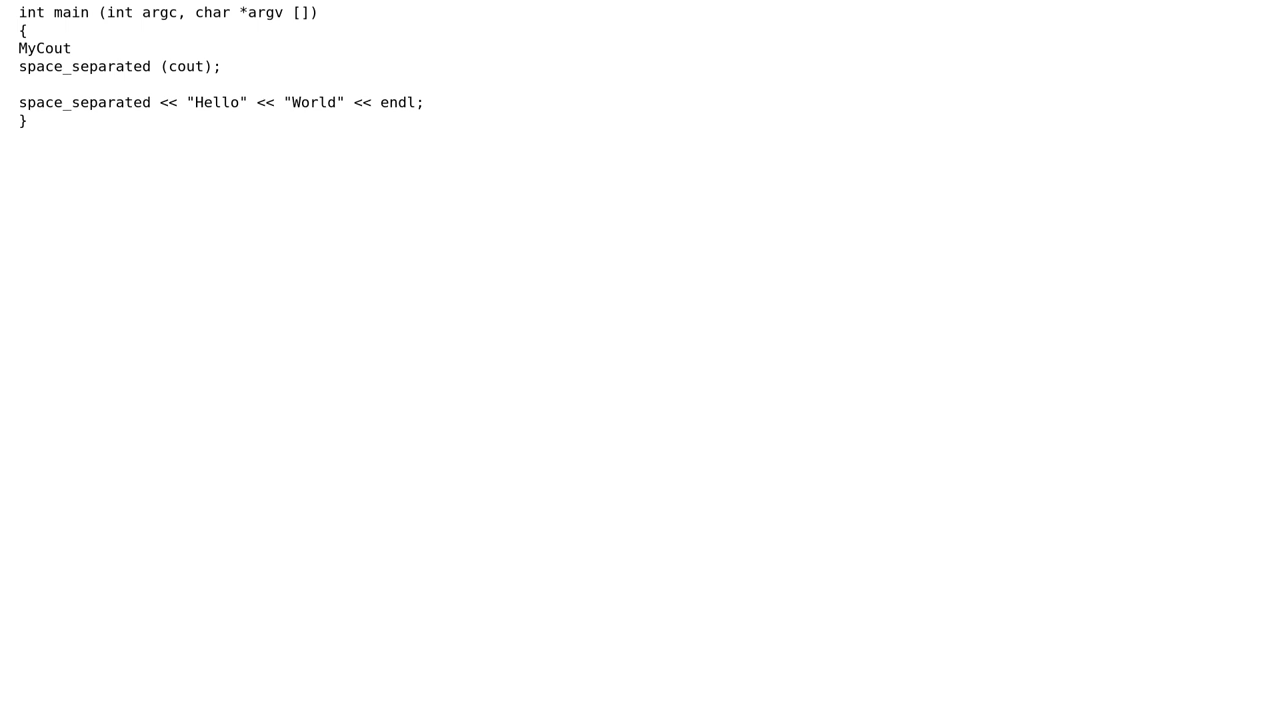 int main (int argc, char *argv [])
{
MyCout
space_separated (cout);

space_separated << "Hello" << "World" << endl;
}